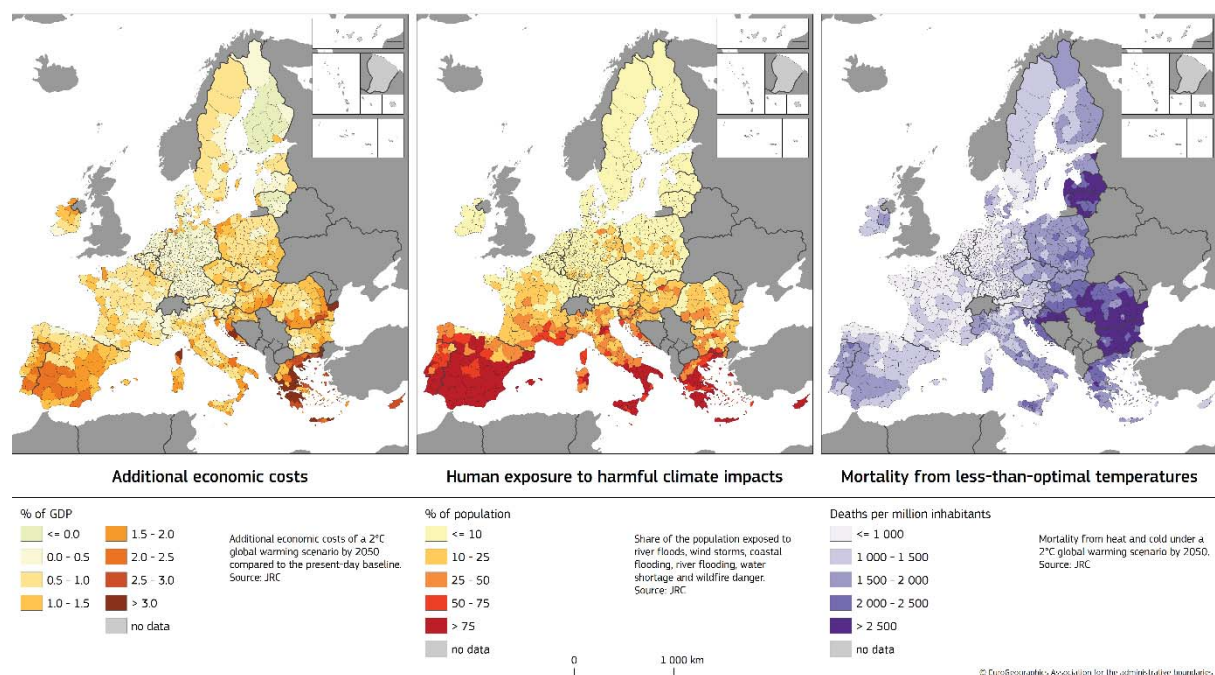 Additional economic costs
Human exposure to harmful climate impacts
Mortality from less-than-optimal temperatures
% of GDP
<= 0.0
0.0 - 0.5
0.5 - 1.0
1.0 - 1.5
1.5 - 2.0
2.0 - 2.5
2.5 - 3.0
> 3.0
no data
Additional economic costs of a 2°C
global warming scenario by 2050
compared to the present-day baseline.
Source: JRC
% of population
<= 10
10 - 25
25 - 50
50 - 75
> 75
no data
Share of the population exposed to
river floods, wind storms, coastal
flooding, river flooding, water
shortage and wildfire danger.
Source: JRC
Deaths per million inhabitants
<= 1 000
1 000 - 1 500
1 500 - 2 000
2 000 - 2 500
> 2 500
no data
Mortality from heat and cold under a
2°C global warming scenario by 2050.
Source: JRC
0 1 000 km
© EuroGeographics Association for the administrative boundaries